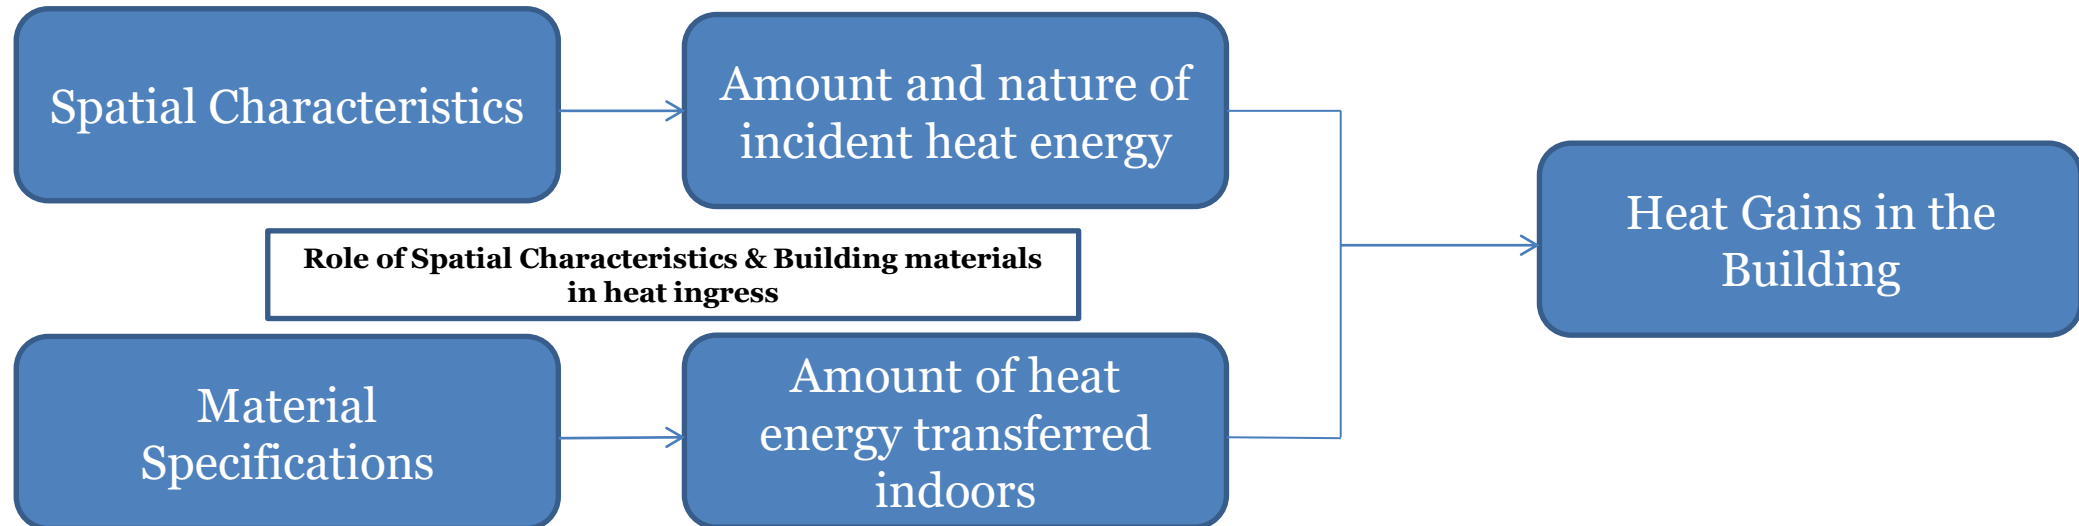 Spatial Characteristics
Amount and nature of
incident heat energy
Heat Gains in the
Building
Role of Spatial Characteristics & Building materials
in heat ingress
Material
Specifications
Amount of heat
energy transferred
indoors